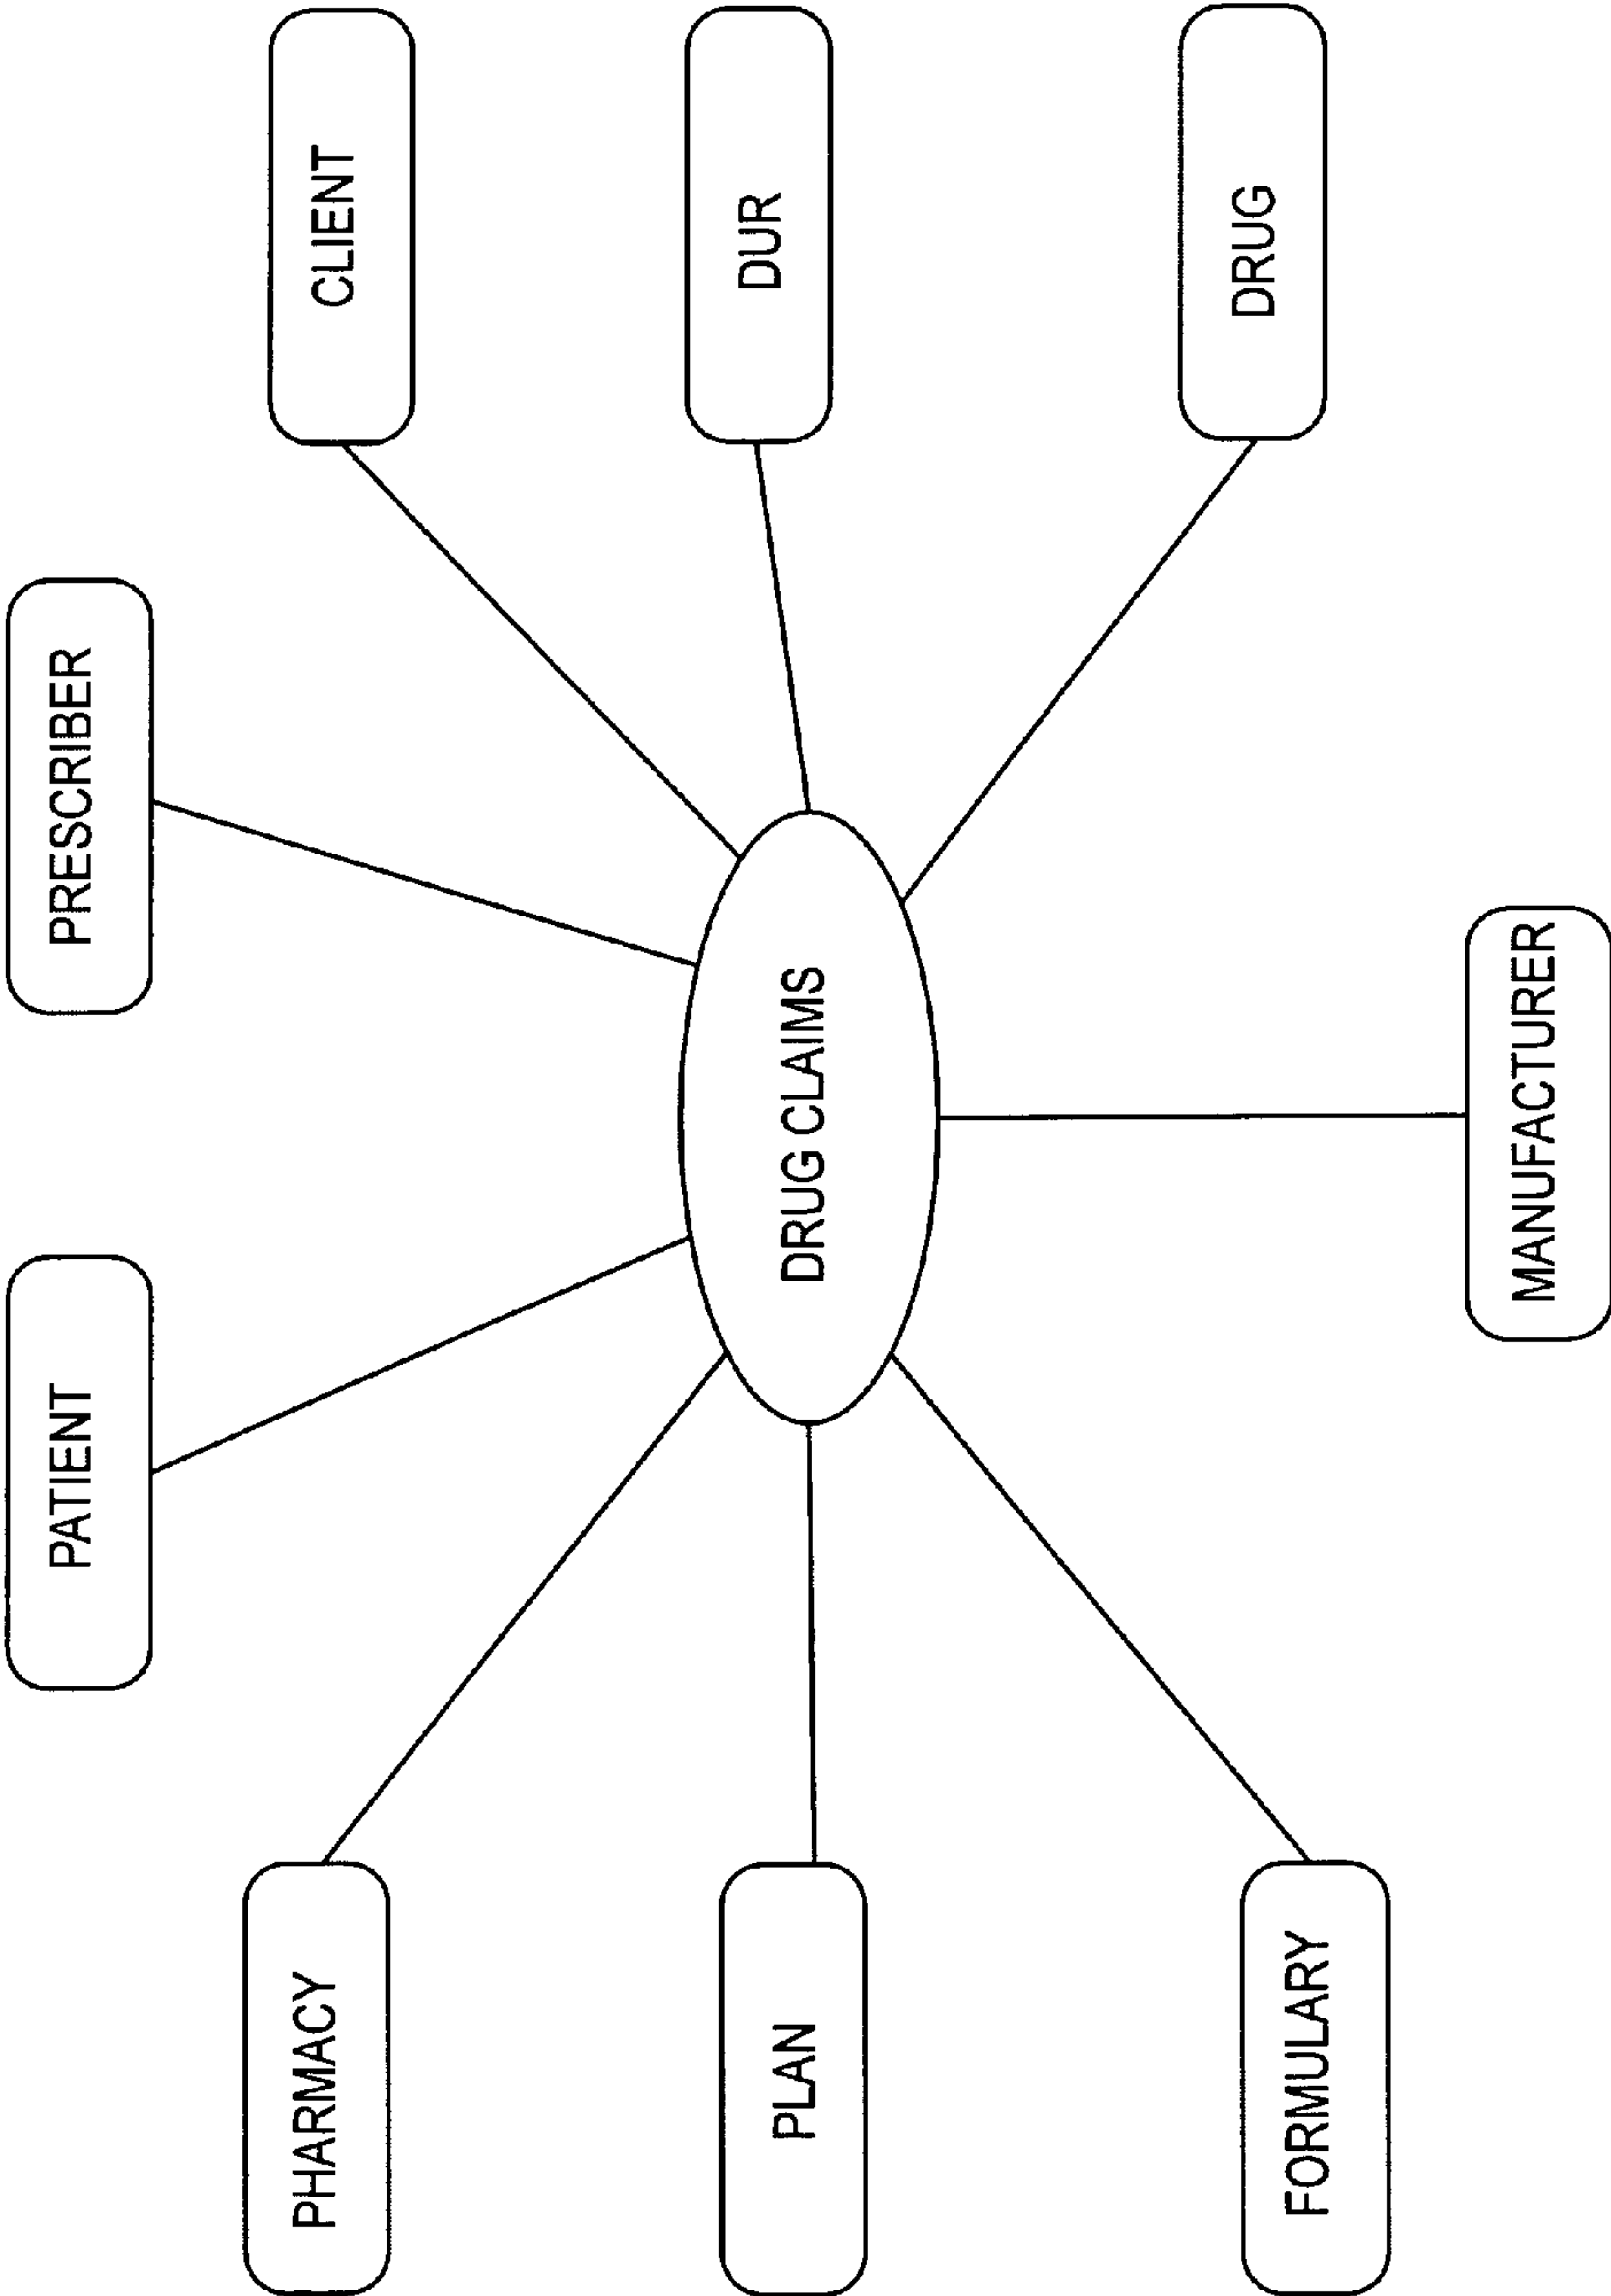 PATIENT
PRESCRIBER
PHARMACY
CLIENT
DRUG CLAIMS
PLAN
DUR
FORMULARY
DRUG
MANUFACTURER